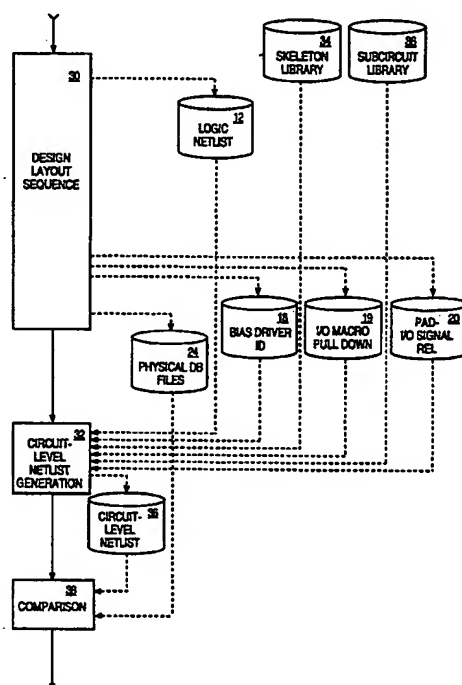 30
DESIGN
LAYOUT
SEQUENCE
34
SKELETON
LIBRARY
36
SUBCIRCUIT
LIBRARY
12
LOGIC
NETLIST
18
BIAS DRIVER
ID
19
I/O MACRO
PULL DOWN
20
PAD-
I/O SIGNAL
REL
24
PHYSICAL DB
FILES
32
CIRCUIT-
LEVEL
NETLIST
GENERATION
36
CIRCUIT-
LEVEL
NETLIST
38
COMPARISON